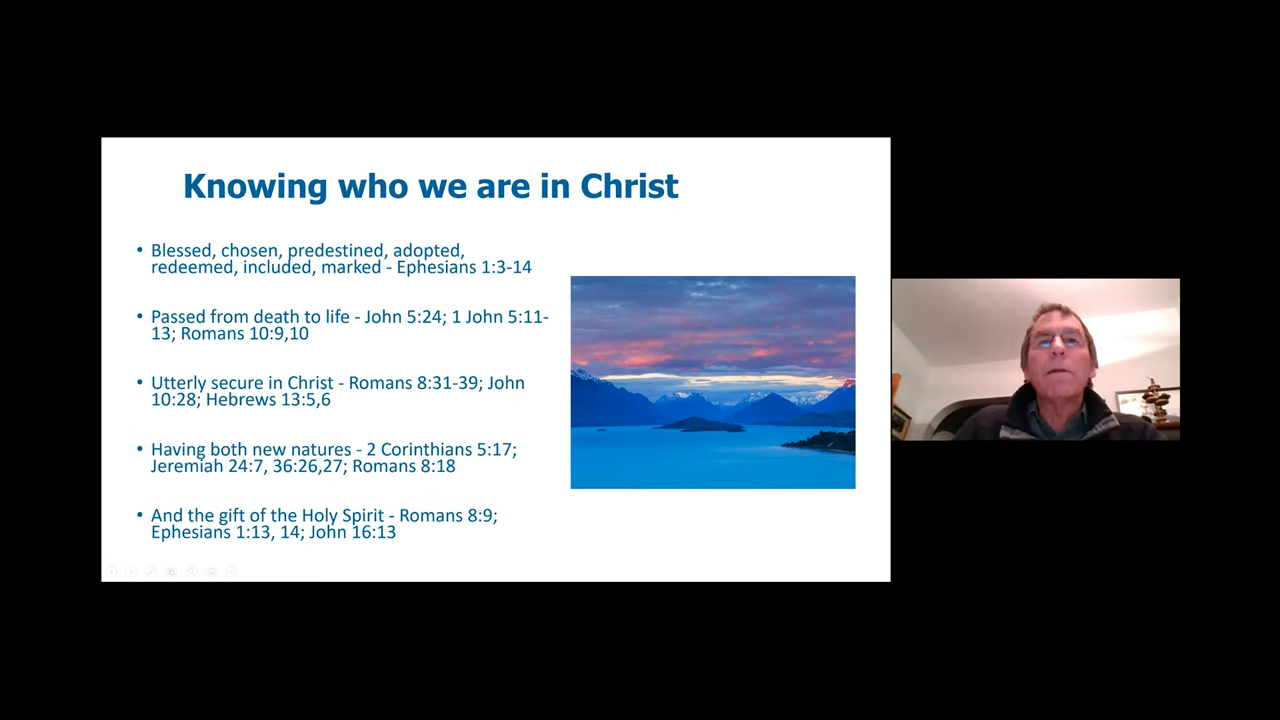 Knowing who we are in Christ
• Blessed, chosen, predestined, adopted,
redeemed, included, marked - Ephesians 1:3-14
• Passed from death to life - John 5:24; 1 John 5:11-
13; Romans 10:9,10
• Utterly secure in Christ - Romans 8:31-39; John
10:28; Hebrews 13:5,6
• Having both new natures - 2 Corinthians 5:17;
Jeremiah 24:7, 36:26,27; Romans 8:18
• And the gift of the Holy Spirit - Romans 8:9;
Ephesians 1:13, 14; John 16:13